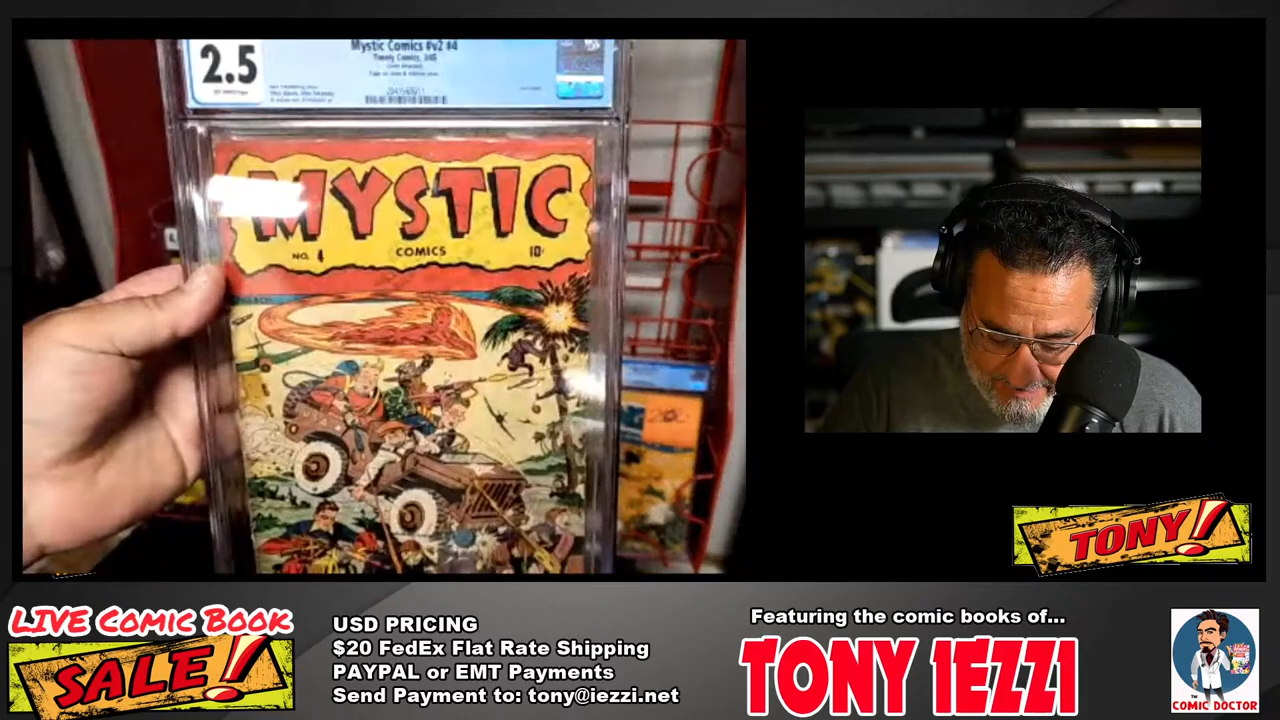 2.5
Mystic Comics #v2 #4
Timely Comics, 3/45
MYSTIC
NO. 4
COMICS
10¢
TONY!
LIVE Comic Book
SALE!
USD PRICING
$20 FedEx Flat Rate Shipping
PAYPAL or EMT Payments
Send Payment to: tony@iezzi.net
Featuring the comic books of...
TONY IEZZI
THE
COMIC DOCTOR